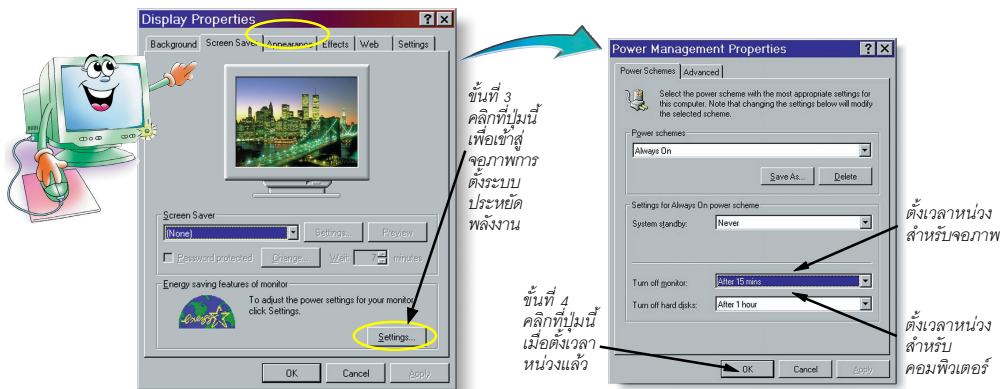 Display Properties
Background Screen Saver Appearance Effects Web Settings
Screen Saver
(None)
Settings... Preview
Password protected Change... Wait: 7 minutes
Energy saving features of monitor
To adjust the power settings for your monitor,
click Settings.
energy
Settings...
OK Cancel Apply
ขั้นที่ 3
คลิกที่ปุ่มนี้
เพื่อเข้าสู่
จอภาพการ
ตั้งระบบ
ประหยัด
พลังงาน
Power Management Properties
Power Schemes Advanced
Select the power scheme with the most appropriate settings for
this computer. Note that changing the settings below will modify
the selected scheme.
Power schemes
Always On
Save As... Delete
Settings for Always On power scheme
System standby: Never
Turn off monitor: After 15 mins
Turn off hard disks: After 1 hour
OK Cancel Apply
ขั้นที่ 4
คลิกที่ปุ่มนี้
เมื่อตั้งเวลา
หน่วงแล้ว
ตั้งเวลาหน่วง
สำหรับจอภาพ
ตั้งเวลาหน่วง
สำหรับ
คอมพิวเตอร์